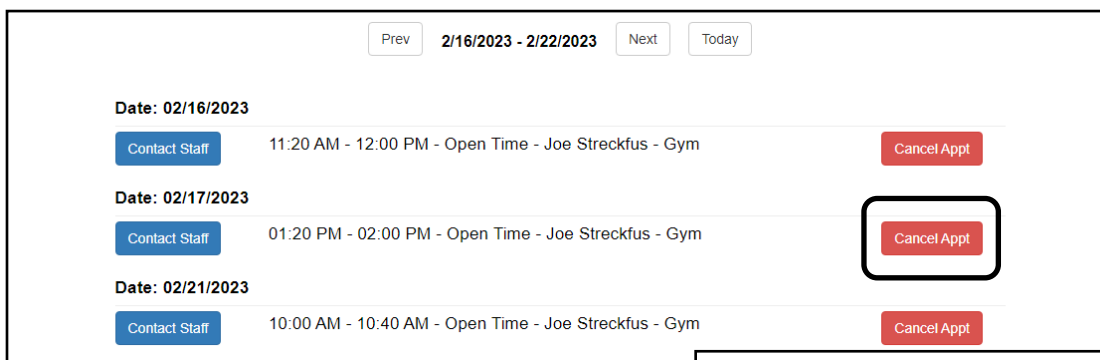 Prev 2/16/2023 - 2/22/2023 Next Today
Date: 02/16/2023
Contact Staff 11:20 AM - 12:00 PM - Open Time - Joe Streckfus - Gym Cancel Appt
Date: 02/17/2023
Contact Staff 01:20 PM - 02:00 PM - Open Time - Joe Streckfus - Gym Cancel Appt
Date: 02/21/2023
Contact Staff 10:00 AM - 10:40 AM - Open Time - Joe Streckfus - Gym Cancel Appt